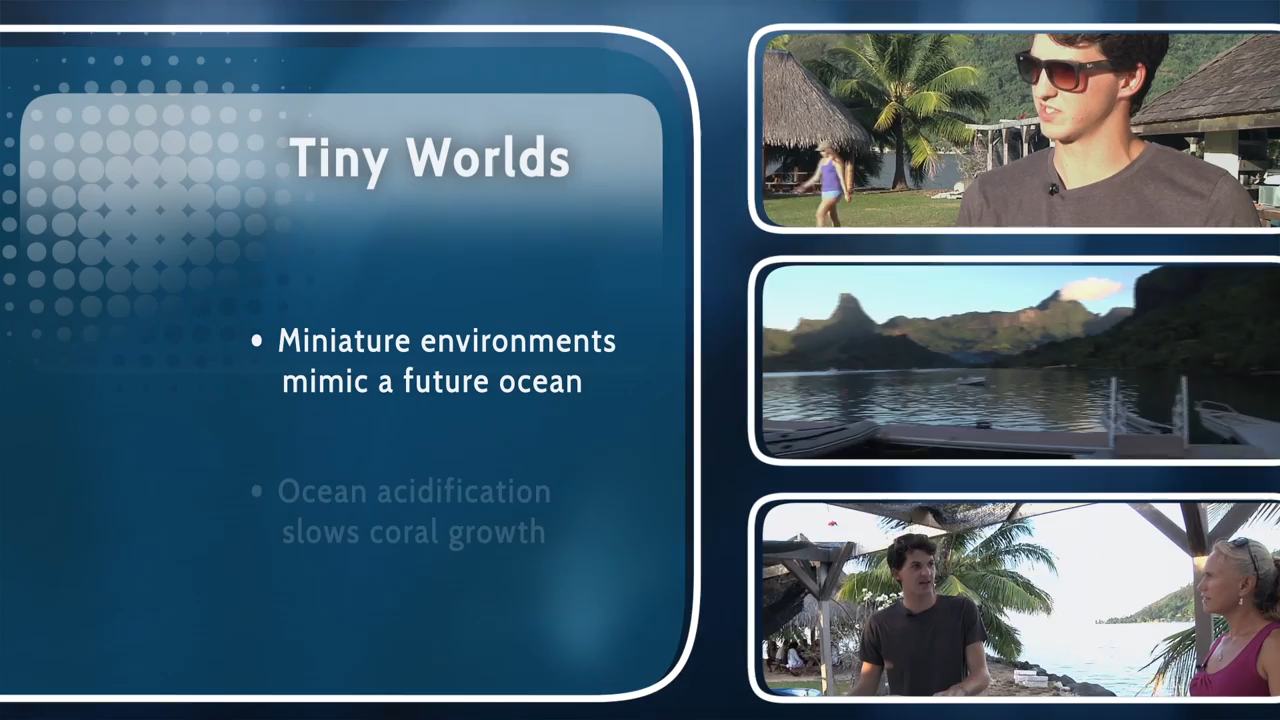 Tiny Worlds
• Miniature environments
mimic a future ocean
• Ocean acidification
slows coral growth